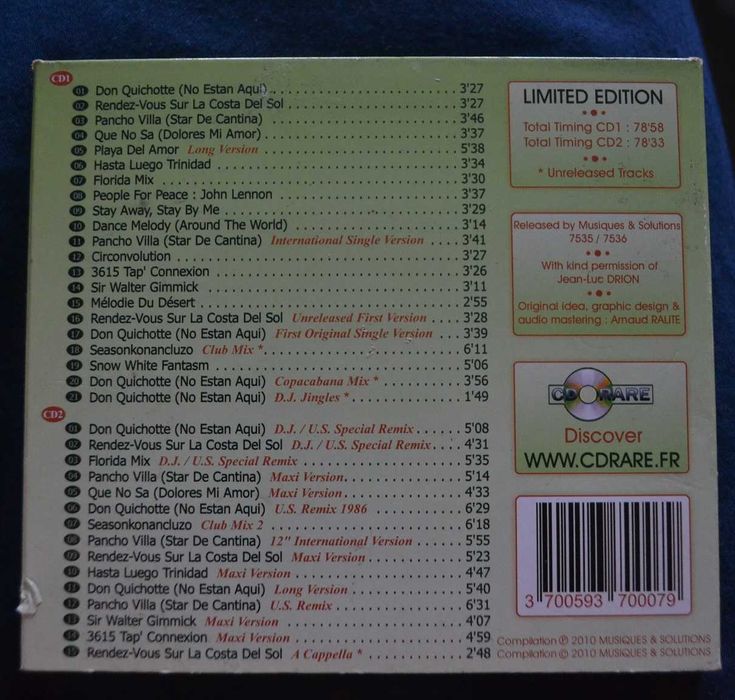 CD1
01 Don Quichotte (No Estan Aqui) 3'27
02 Rendez-Vous Sur La Costa Del Sol 3'27
03 Pancho Villa (Star De Cantina) 3'46
04 Que No Sa (Dolores Mi Amor) 3'37
05 Playa Del Amor Long Version 5'38
06 Hasta Luego Trinidad 3'34
07 Florida Mix 3'30
08 People For Peace : John Lennon 3'37
09 Stay Away, Stay By Me 3'29
10 Dance Melody (Around The World) 3'14
11 Pancho Villa (Star De Cantina) International Single Version 3'41
12 Circonvolution 3'27
13 3615 Tap' Connexion 3'26
14 Sir Walter Gimmick 3'11
15 Mélodie Du Désert 2'55
16 Rendez-Vous Sur La Costa Del Sol Unreleased First Version 3'28
17 Don Quichotte (No Estan Aqui) First Original Single Version 3'39
18 Seasonkonancluzo Club Mix * 6'11
19 Snow White Fantasm 5'06
20 Don Quichotte (No Estan Aqui) Copacabana Mix * 3'56
21 Don Quichotte (No Estan Aqui) D.J. Jingles * 1'49
CD2
01 Don Quichotte (No Estan Aqui) D.J. / U.S. Special Remix 5'08
02 Rendez-Vous Sur La Costa Del Sol D.J. / U.S. Special Remix 4'31
03 Florida Mix D.J. / U.S. Special Remix 5'35
04 Pancho Villa (Star De Cantina) Maxi Version 5'14
05 Que No Sa (Dolores Mi Amor) Maxi Version 4'33
06 Don Quichotte (No Estan Aqui) U.S. Remix 1986 6'29
07 Seasonkonancluzo Club Mix 2 6'18
08 Pancho Villa (Star De Cantina) 12" International Version 5'55
09 Rendez-Vous Sur La Costa Del Sol Maxi Version 5'23
10 Hasta Luego Trinidad Maxi Version 4'47
11 Don Quichotte (No Estan Aqui) Long Version 5'40
12 Pancho Villa (Star De Cantina) U.S. Remix 6'31
13 Sir Walter Gimmick Maxi Version 4'07
14 3615 Tap' Connexion Maxi Version 4'59
15 Rendez-Vous Sur La Costa Del Sol A Cappella * 2'48
LIMITED EDITION
Total Timing CD1 : 78'58
Total Timing CD2 : 78'33
* Unreleased Tracks
Released by Musiques & Solutions
7535 / 7536
With kind permission of
Jean-Luc DRION
Original idea, graphic design &
audio mastering : Arnaud RALITE
CD RARE
Discover
WWW.CDRARE.FR
3 700593 700079
Compilation ℗ 2010 MUSIQUES & SOLUTIONS
Compilation © 2010 MUSIQUES & SOLUTIONS